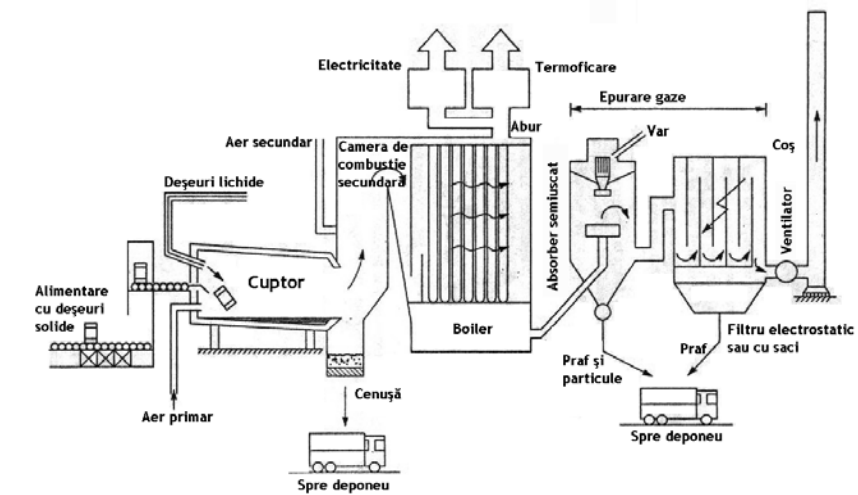 Electricitate
Termoficare
Epurare gaze
Abur
Var
Aer secundar
Camera de
combustie
secundară
Coş
Deşeuri lichide
Absorber semiuscat
Ventilator
Cuptor
Alimentare
cu deşeuri
solide
Boiler
Filtru electrostatic
sau cu saci
Praf
Praf şi
particule
Cenuşă
Aer primar
Spre deponeu
Spre deponeu